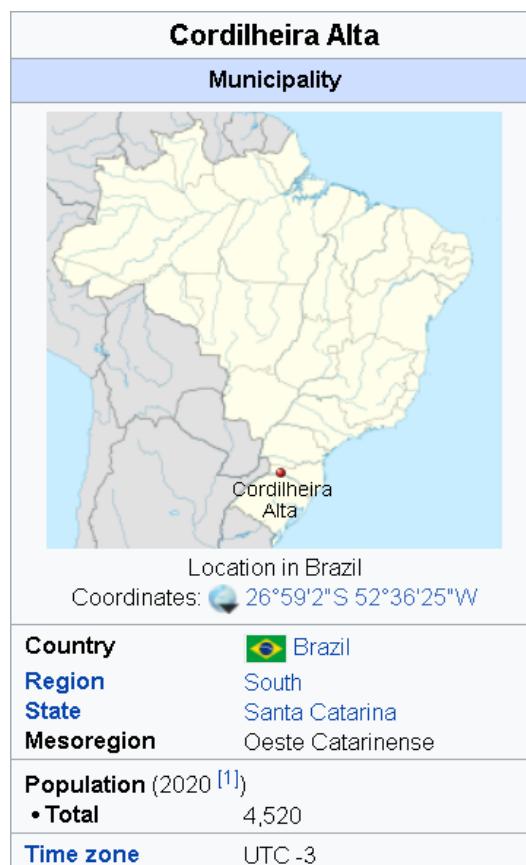 Cordilheira Alta
Municipality
Cordilheira
Alta
Location in Brazil
Coordinates: 26°59′2″S 52°36′25″W
Country Brazil
Region South
State Santa Catarina
Mesoregion Oeste Catarinense
Population (2020 [1])
• Total 4,520
Time zone UTC -3